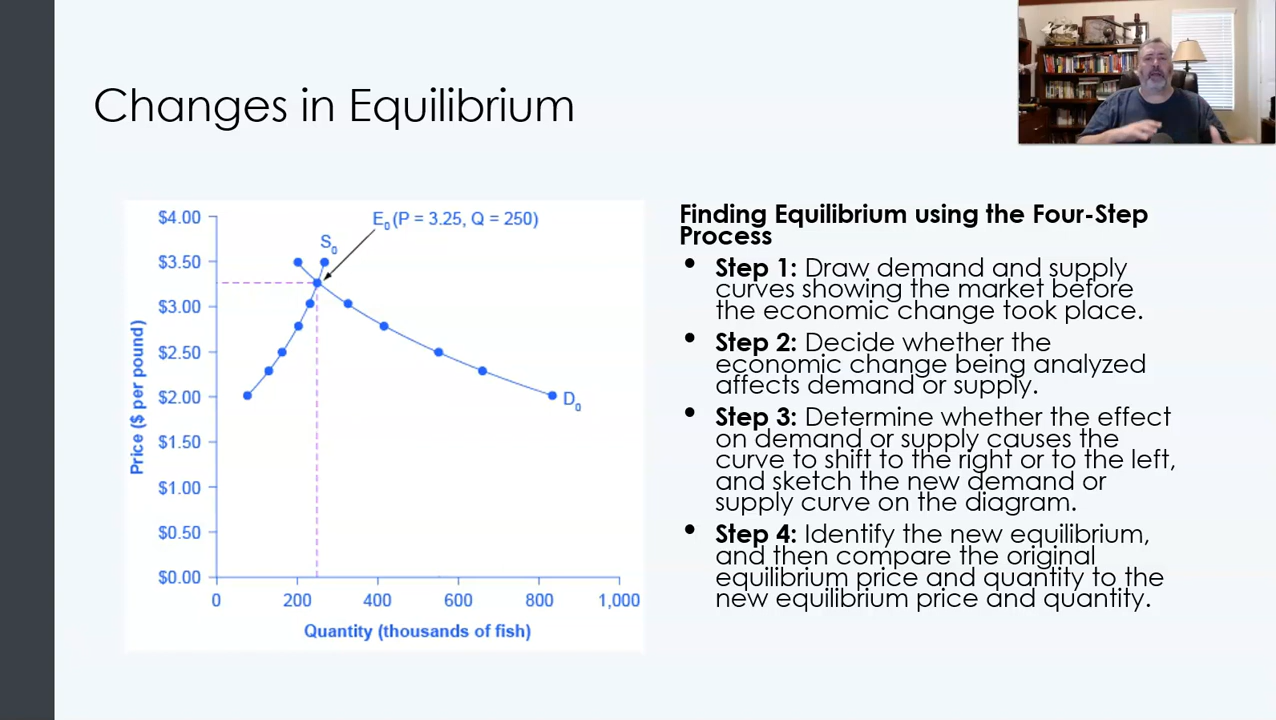 Changes in Equilibrium
$4.00
$3.50
$3.00
$2.50
$2.00
$1.50
$1.00
$0.50
$0.00
Price ($ per pound)
E₀ (P = 3.25, Q = 250)
S₀
D₀
0 200 400 600 800 1,000
Quantity (thousands of fish)
Finding Equilibrium using the Four-Step
Process
• Step 1: Draw demand and supply
curves showing the market before
the economic change took place.
• Step 2: Decide whether the
economic change being analyzed
affects demand or supply.
• Step 3: Determine whether the effect
on demand or supply causes the
curve to shift to the right or to the left,
and sketch the new demand or
supply curve on the diagram.
• Step 4: Identify the new equilibrium,
and then compare the original
equilibrium price and quantity to the
new equilibrium price and quantity.